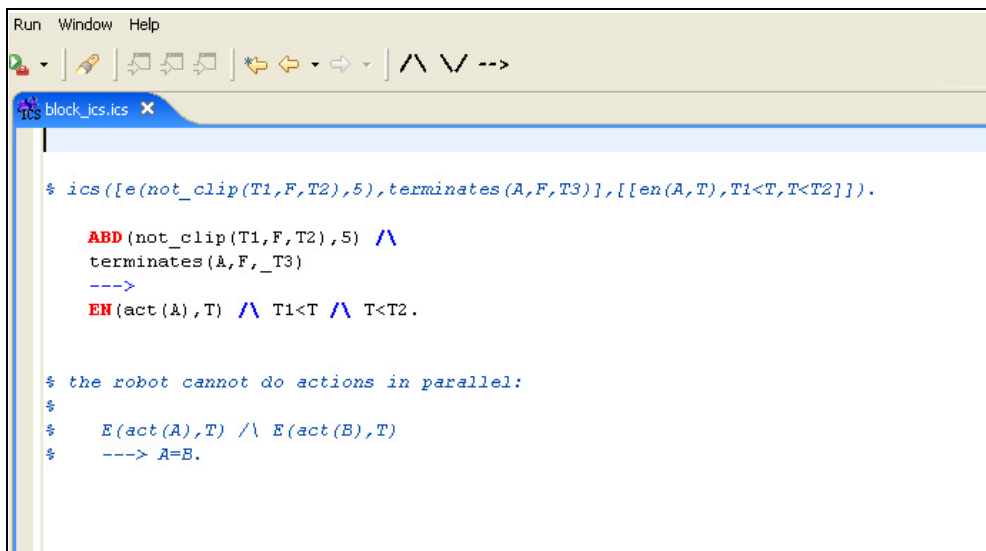 Run Window Help
/\ \/ -->
ICS block_ics.ics
% ics([e(not_clip(T1,F,T2),5),terminates(A,F,T3)],[[en(A,T),T1<T,T<T2]]).
ABD(not_clip(T1,F,T2),5) /\
terminates(A,F,_T3)
--->
EN(act(A),T) /\ T1<T /\ T<T2.
% the robot cannot do actions in parallel:
%
% E(act(A),T) /\ E(act(B),T)
% ---> A=B.